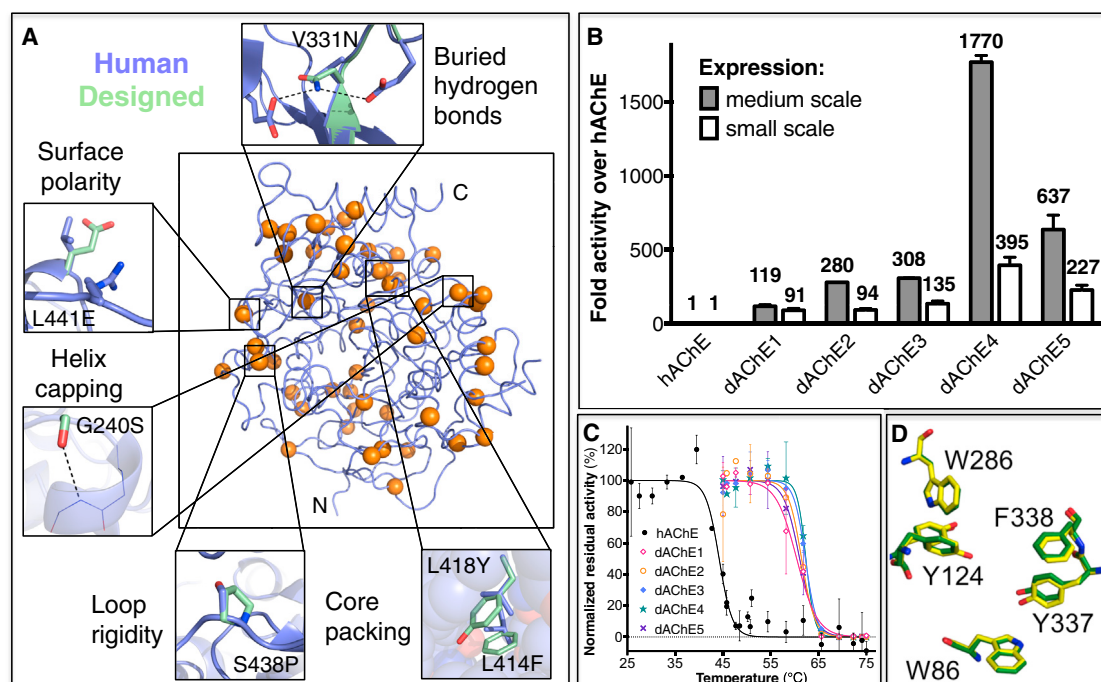 A
Human
Designed
V331N
Buried
hydrogen
bonds
Surface
polarity
L441E
Helix
capping
G240S
C
N
Loop
rigidity
S438P
Core
packing
L418Y
L414F
B
Expression:
medium scale
small scale
Fold activity over hAChE
1500
1000
500
0
1 1
119
91
280
94
308
135
1770
395
637
227
hAChE
dAChE1
dAChE2
dAChE3
dAChE4
dAChE5
C
Normalized residual activity (%)
120
100
80
60
40
20
0
hAChE
dAChE1
dAChE2
dAChE3
dAChE4
dAChE5
25 35 45 55 65 75
Temperature (°C)
D
W286
F338
Y124
Y337
W86